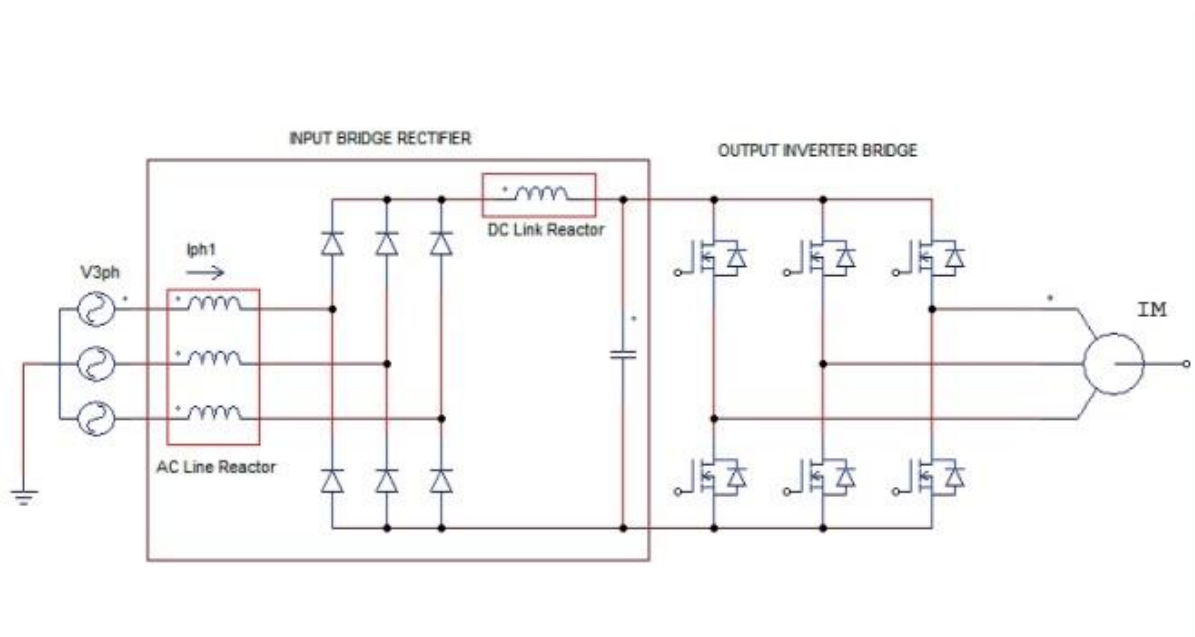 INPUT BRIDGE RECTIFIER
OUTPUT INVERTER BRIDGE
DC Link Reactor
Iph1
V3ph
IM
AC Line Reactor